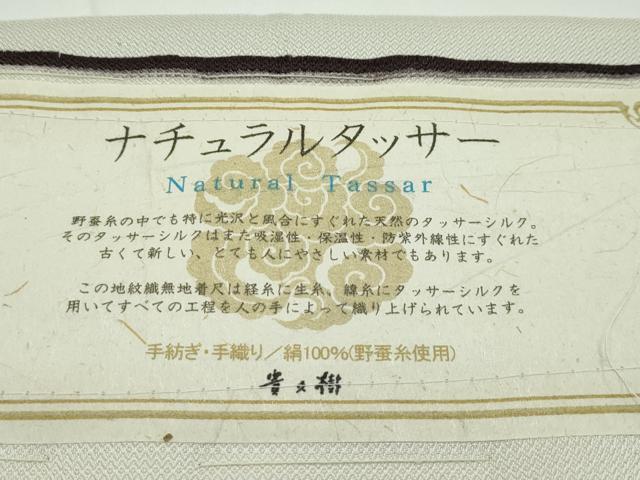 ナチュラルタッサー
Natural Tassar
野蚕糸の中でも特に光沢と風合にすぐれた天然のタッサーシルク。
そのタッサーシルクはまた吸湿性・保温性・防紫外線性にすぐれた
古くて新しい、とても人にやさしい素材でもあります。
この地紋織無地着尺は経糸に生糸、緯糸にタッサーシルクを
用いてすべての工程を人の手によって織り上げられています。
手紡ぎ・手織り／絹100%(野蚕糸使用)